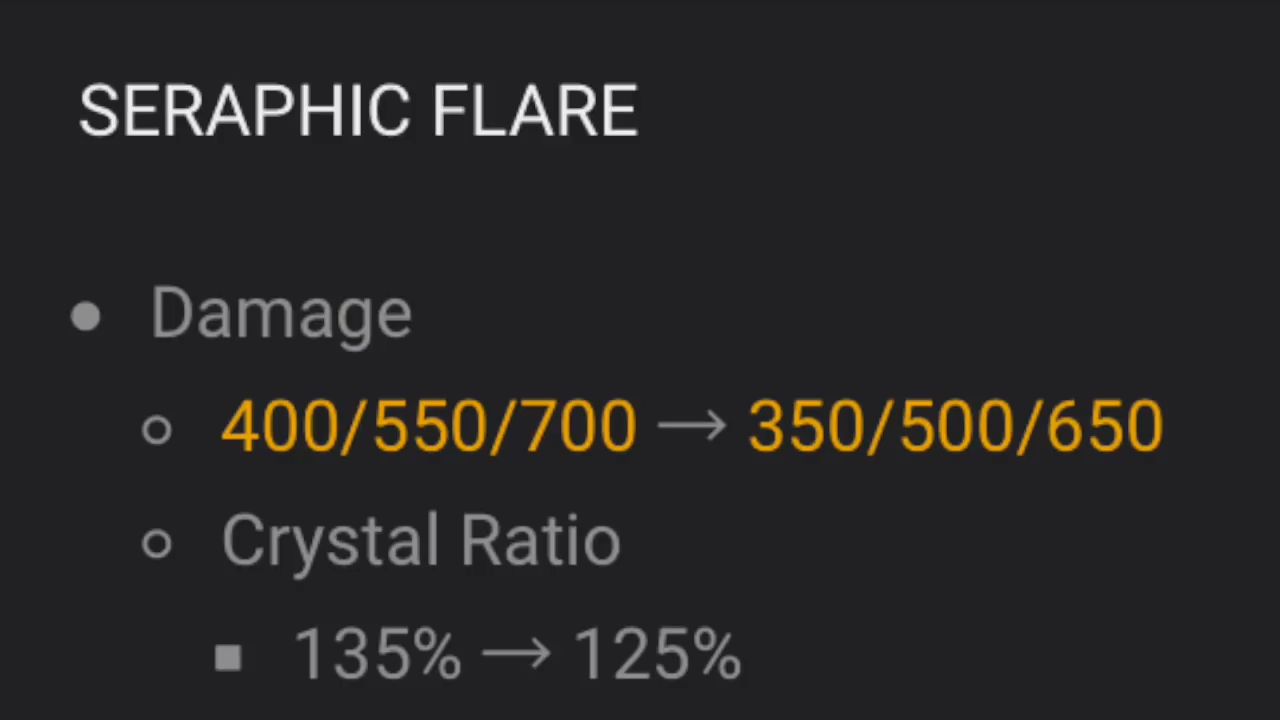 SERAPHIC FLARE
Damage
400/550/700 → 350/500/650
Crystal Ratio
135% → 125%